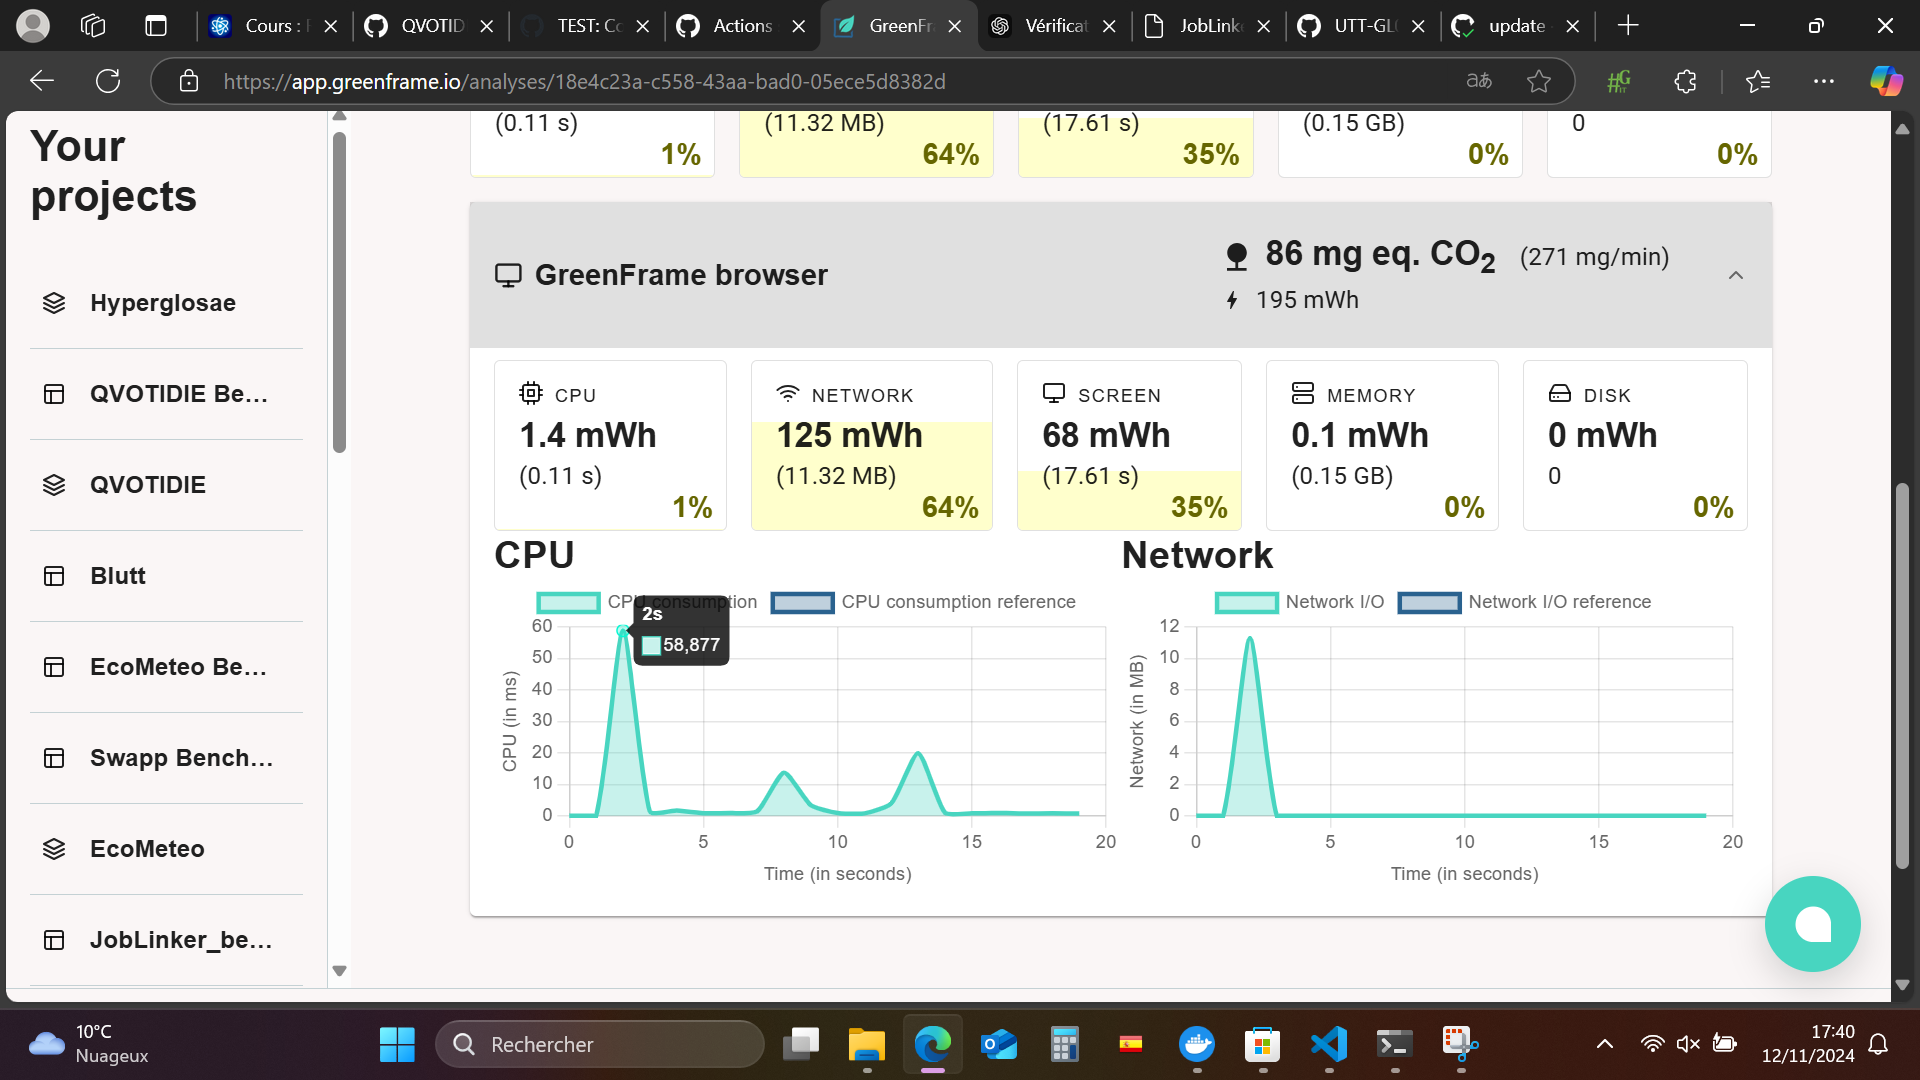 Cours : F
QVOTID
TEST: Co
Actions
GreenFr
Vérificat
JobLink
UTT-GL
update
https://app.greenframe.io/analyses/18e4c23a-c558-43aa-bad0-05ece5d8382d
Your
projects
Hyperglosae
QVOTIDIE Be...
QVOTIDIE
Blutt
EcoMeteo Be...
Swapp Bench...
EcoMeteo
JobLinker_be...
(0.11 s)
1%
(11.32 MB)
64%
(17.61 s)
35%
(0.15 GB)
0%
0
0%
GreenFrame browser
86 mg eq. CO2 (271 mg/min)
195 mWh
CPU
1.4 mWh
(0.11 s)
1%
NETWORK
125 mWh
(11.32 MB)
64%
SCREEN
68 mWh
(17.61 s)
35%
MEMORY
0.1 mWh
(0.15 GB)
0%
DISK
0 mWh
0
0%
CPU
CPU consumption
CPU consumption reference
2s
58,877
60
50
40
30
20
10
0
CPU (in ms)
0 5 10 15 20
Time (in seconds)
Network
Network I/O
Network I/O reference
12
10
8
6
4
2
0
Network (in MB)
0 5 10 15 20
Time (in seconds)
10°C
Nuageux
Rechercher
17:40
12/11/2024